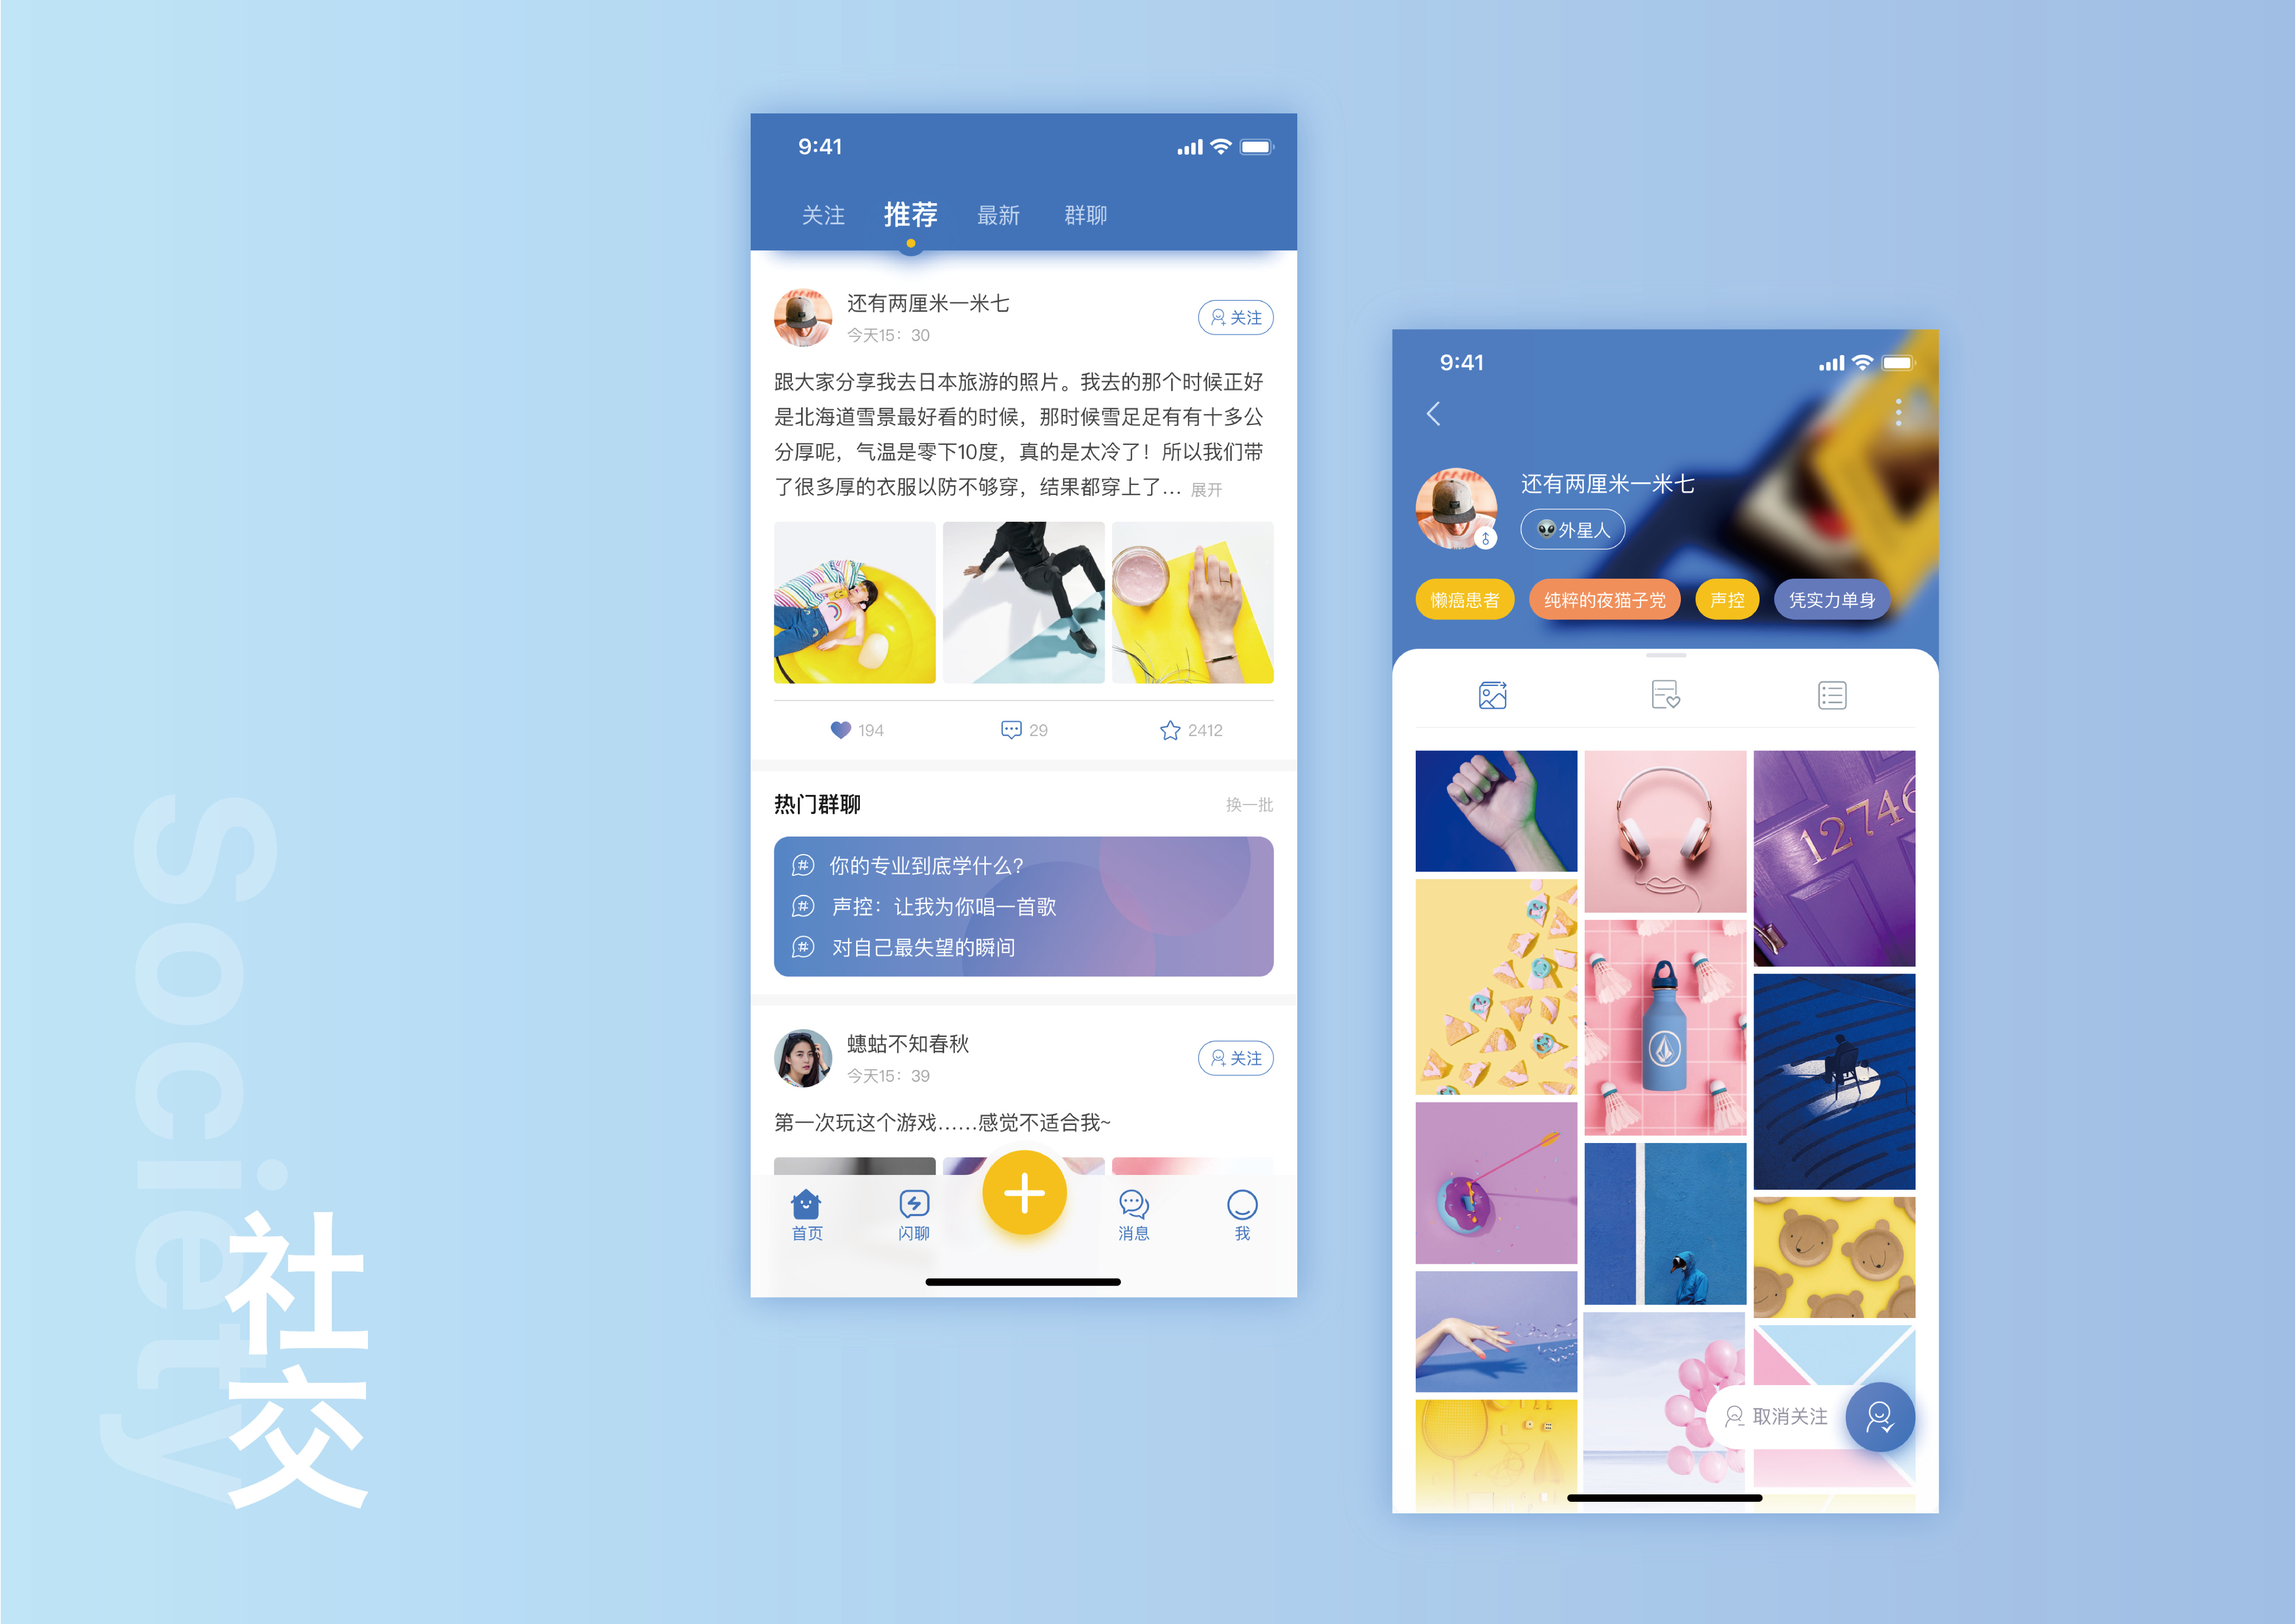 Society
社交
9:41
关注 推荐 最新 群聊
还有两厘米一米七
今天15：30
关注
跟大家分享我去日本旅游的照片。我去的那个时候正好
是北海道雪景最好看的时候，那时候雪足足有有十多公
分厚呢，气温是零下10度，真的是太冷了！所以我们带
了很多厚的衣服以防不够穿，结果都穿上了... 展开
194 29 2412
热门群聊 换一批
你的专业到底学什么?
声控：让我为你唱一首歌
对自己最失望的瞬间
蟪蛄不知春秋
今天15：39
关注
第一次玩这个游戏......感觉不适合我~
首页 闪聊 消息 我
9:41
还有两厘米一米七
外星人
懒癌患者 纯粹的夜猫子党 声控 凭实力单身
12746
取消关注